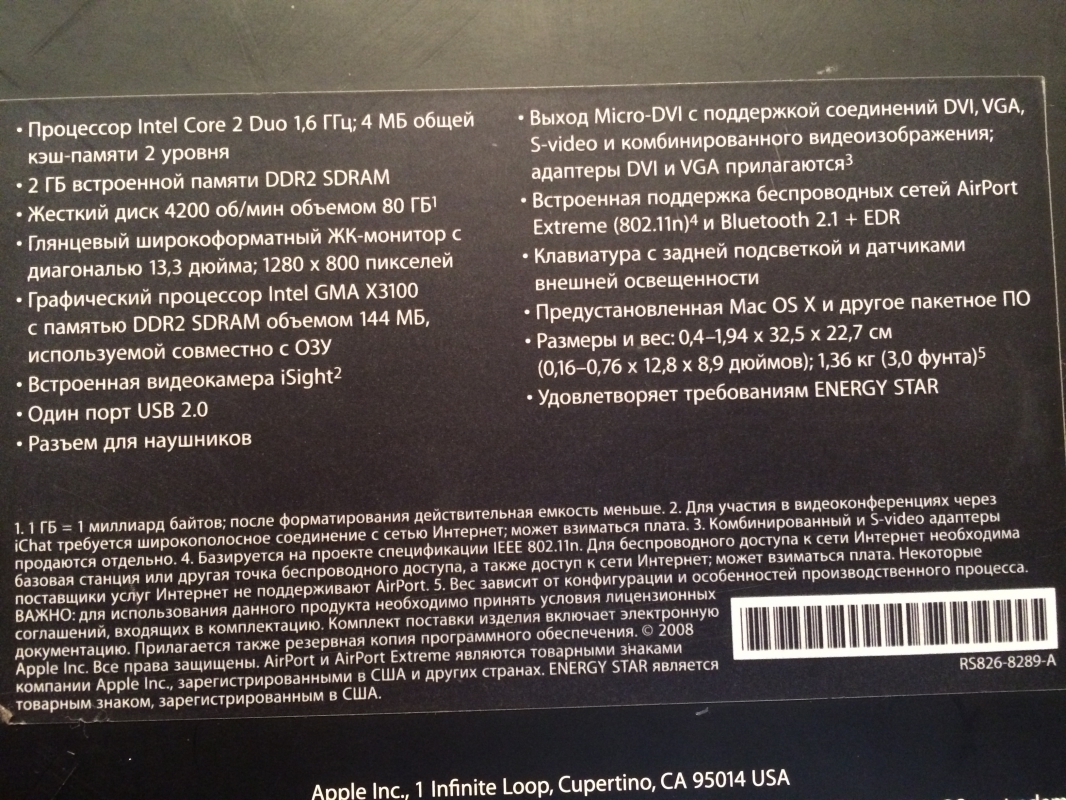 • Процессор Intel Core 2 Duo 1,6 ГГц; 4 МБ общей
кэш-памяти 2 уровня
• 2 ГБ встроенной памяти DDR2 SDRAM
• Жесткий диск 4200 об/мин объемом 80 ГБ¹
• Глянцевый широкоформатный ЖК-монитор с
диагональю 13,3 дюйма; 1280 x 800 пикселей
• Графический процессор Intel GMA X3100
с памятью DDR2 SDRAM объемом 144 МБ,
используемой совместно с ОЗУ
• Встроенная видеокамера iSight²
• Один порт USB 2.0
• Разъем для наушников
• Выход Micro-DVI с поддержкой соединений DVI, VGA,
S-video и комбинированного видеоизображения;
адаптеры DVI и VGA прилагаются³
• Встроенная поддержка беспроводных сетей AirPort
Extreme (802.11n)⁴ и Bluetooth 2.1 + EDR
• Клавиатура с задней подсветкой и датчиками
внешней освещенности
• Предустановленная Mac OS X и другое пакетное ПО
• Размеры и вес: 0,4–1,94 x 32,5 x 22,7 см
(0,16–0,76 x 12,8 x 8,9 дюймов); 1,36 кг (3,0 фунта)⁵
• Удовлетворяет требованиям ENERGY STAR
1. 1 ГБ = 1 миллиард байтов; после форматирования действительная емкость меньше. 2. Для участия в видеоконференциях через
iChat требуется широкополосное соединение с сетью Интернет; может взиматься плата. 3. Комбинированный и S-video адаптеры
продаются отдельно. 4. Базируется на проекте спецификации IEEE 802.11n. Для беспроводного доступа к сети Интернет необходима
базовая станция или другая точка беспроводного доступа, а также доступ к сети Интернет; может взиматься плата. Некоторые
поставщики услуг Интернет не поддерживают AirPort. 5. Вес зависит от конфигурации и особенностей производственного процесса.
ВАЖНО: для использования данного продукта необходимо принять условия лицензионных
соглашений, входящих в комплектацию. Комплект поставки изделия включает электронную
документацию. Прилагается также резервная копия программного обеспечения. © 2008
Apple Inc. Все права защищены. AirPort и AirPort Extreme являются товарными знаками
компании Apple Inc., зарегистрированными в США и других странах. ENERGY STAR является
товарным знаком, зарегистрированным в США.
RS826-8289-A
Apple Inc., 1 Infinite Loop, Cupertino, CA 95014 USA